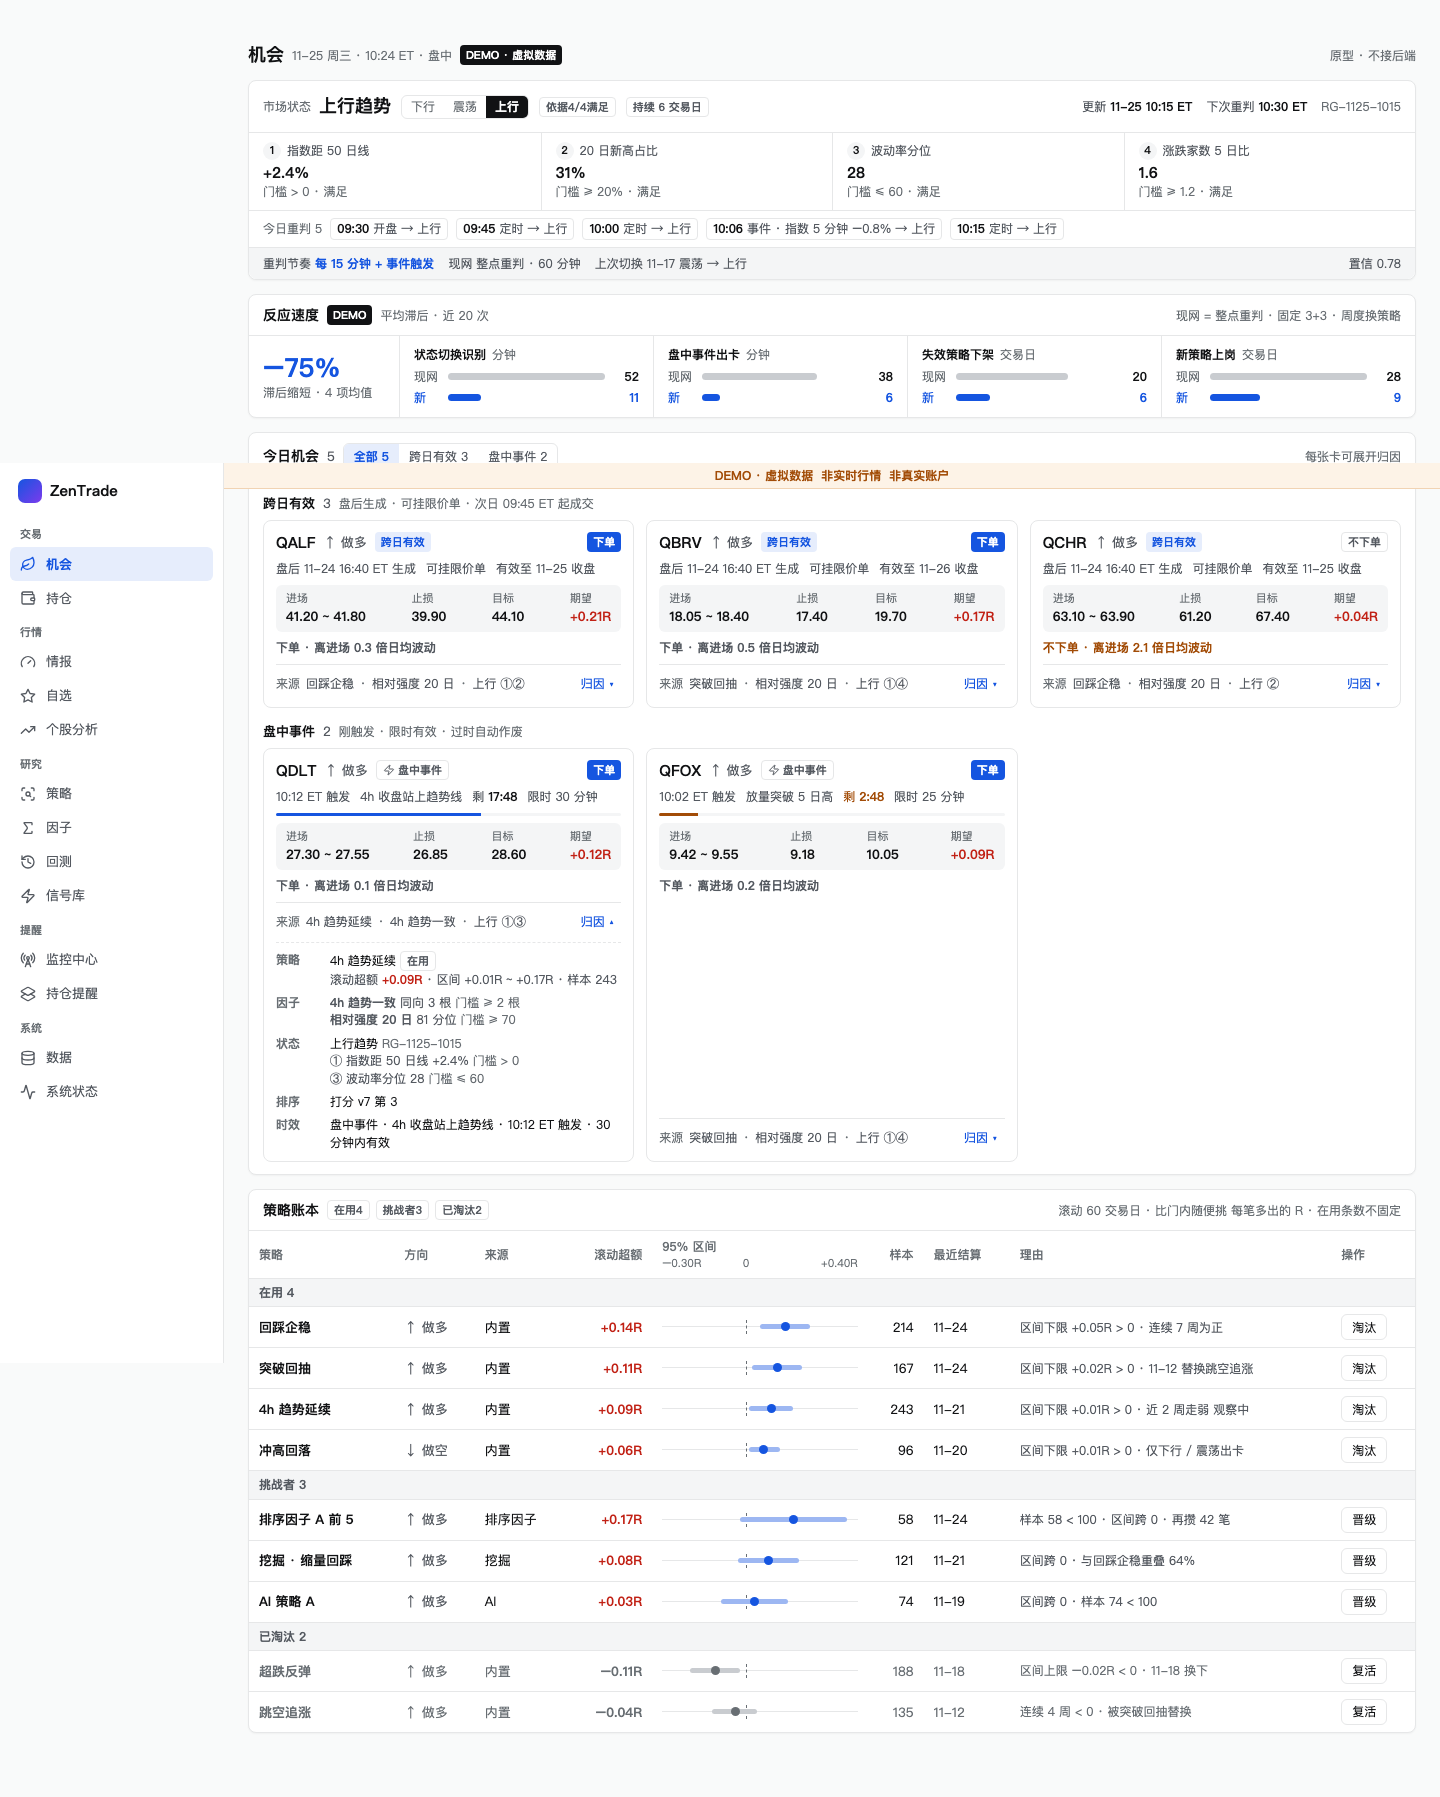 机会 11-25 周三 · 10:24 ET · 盘中 DEMO · 虚拟数据 原型 · 不接后端
市场状态 上行趋势 下行 震荡 上行 依据4/4满足 持续 6 交易日 更新 11-25 10:15 ET 下次重判 10:30 ET RG-1125-1015
1 指数距 50 日线
+2.4%
门槛 > 0 · 满足
2 20 日新高占比
31%
门槛 ≥ 20% · 满足
3 波动率分位
28
门槛 ≤ 60 · 满足
4 涨跌家数 5 日比
1.6
门槛 ≥ 1.2 · 满足
今日重判 5 09:30 开盘 → 上行 09:45 定时 → 上行 10:00 定时 → 上行 10:06 事件 · 指数 5 分钟 −0.8% → 上行 10:15 定时 → 上行
重判节奏 每 15 分钟 + 事件触发 现网 整点重判 · 60 分钟 上次切换 11-17 震荡 → 上行 置信 0.78
反应速度 DEMO 平均滞后 · 近 20 次 现网 = 整点重判 · 固定 3+3 · 周度换策略
−75%
滞后缩短 · 4 项均值
状态切换识别 分钟
现网 52
新 11
盘中事件出卡 分钟
现网 38
新 6
失效策略下架 交易日
现网 20
新 6
新策略上岗 交易日
现网 28
新 9
今日机会 5 全部 5 跨日有效 3 盘中事件 2 每张卡可展开归因
DEMO · 虚拟数据 非实时行情 非真实账户
ZenTrade
交易
机会
持仓
行情
情报
自选
个股分析
研究
策略
因子
回测
信号库
提醒
监控中心
持仓提醒
系统
数据
系统状态
跨日有效 3 盘后生成 · 可挂限价单 · 次日 09:45 ET 起成交
QALF ↑ 做多 跨日有效 下单
盘后 11-24 16:40 ET 生成 可挂限价单 有效至 11-25 收盘
进场 止损 目标 期望
41.20 ~ 41.80 39.90 44.10 +0.21R
下单 · 离进场 0.3 倍日均波动
来源 回踩企稳 · 相对强度 20 日 · 上行 ①② 归因 ▾
QBRV ↑ 做多 跨日有效 下单
盘后 11-24 16:40 ET 生成 可挂限价单 有效至 11-26 收盘
进场 止损 目标 期望
18.05 ~ 18.40 17.40 19.70 +0.17R
下单 · 离进场 0.5 倍日均波动
来源 突破回抽 · 相对强度 20 日 · 上行 ①④ 归因 ▾
QCHR ↑ 做多 跨日有效 不下单
盘后 11-24 16:40 ET 生成 可挂限价单 有效至 11-25 收盘
进场 止损 目标 期望
63.10 ~ 63.90 61.20 67.40 +0.04R
不下单 · 离进场 2.1 倍日均波动
来源 回踩企稳 · 相对强度 20 日 · 上行 ② 归因 ▾
盘中事件 2 刚触发 · 限时有效 · 过时自动作废
QDLT ↑ 做多 盘中事件 下单
10:12 ET 触发 4h 收盘站上趋势线 剩 17:48 限时 30 分钟
进场 止损 目标 期望
27.30 ~ 27.55 26.85 28.60 +0.12R
下单 · 离进场 0.1 倍日均波动
来源 4h 趋势延续 · 4h 趋势一致 · 上行 ①③ 归因 ▴
策略 4h 趋势延续 在用
滚动超额 +0.09R · 区间 +0.01R ~ +0.17R · 样本 243
因子 4h 趋势一致 同向 3 根 门槛 ≥ 2 根
相对强度 20 日 81 分位 门槛 ≥ 70
状态 上行趋势 RG-1125-1015
① 指数距 50 日线 +2.4% 门槛 > 0
③ 波动率分位 28 门槛 ≤ 60
排序 打分 v7 第 3
时效 盘中事件 · 4h 收盘站上趋势线 · 10:12 ET 触发 · 30
分钟内有效
QFOX ↑ 做多 盘中事件 下单
10:02 ET 触发 放量突破 5 日高 剩 2:48 限时 25 分钟
进场 止损 目标 期望
9.42 ~ 9.55 9.18 10.05 +0.09R
下单 · 离进场 0.2 倍日均波动
来源 突破回抽 · 相对强度 20 日 · 上行 ①④ 归因 ▾
策略账本 在用4 挑战者3 已淘汰2 滚动 60 交易日 · 比门内随便挑 每笔多出的 R · 在用条数不固定
策略 方向 来源 滚动超额 95% 区间 样本 最近结算 理由 操作
−0.30R 0 +0.40R
在用 4
回踩企稳 ↑ 做多 内置 +0.14R 214 11-24 区间下限 +0.05R > 0 · 连续 7 周为正 淘汰
突破回抽 ↑ 做多 内置 +0.11R 167 11-24 区间下限 +0.02R > 0 · 11-12 替换跳空追涨 淘汰
4h 趋势延续 ↑ 做多 内置 +0.09R 243 11-21 区间下限 +0.01R > 0 · 近 2 周走弱 观察中 淘汰
冲高回落 ↓ 做空 内置 +0.06R 96 11-20 区间下限 +0.01R > 0 · 仅下行 / 震荡出卡 淘汰
挑战者 3
排序因子 A 前 5 ↑ 做多 排序因子 +0.17R 58 11-24 样本 58 < 100 · 区间跨 0 · 再攒 42 笔 晋级
挖掘 · 缩量回踩 ↑ 做多 挖掘 +0.08R 121 11-21 区间跨 0 · 与回踩企稳重叠 64% 晋级
AI 策略 A ↑ 做多 AI +0.03R 74 11-19 区间跨 0 · 样本 74 < 100 晋级
已淘汰 2
超跌反弹 ↑ 做多 内置 −0.11R 188 11-18 区间上限 −0.02R < 0 · 11-18 换下 复活
跳空追涨 ↑ 做多 内置 −0.04R 135 11-12 连续 4 周 < 0 · 被突破回抽替换 复活